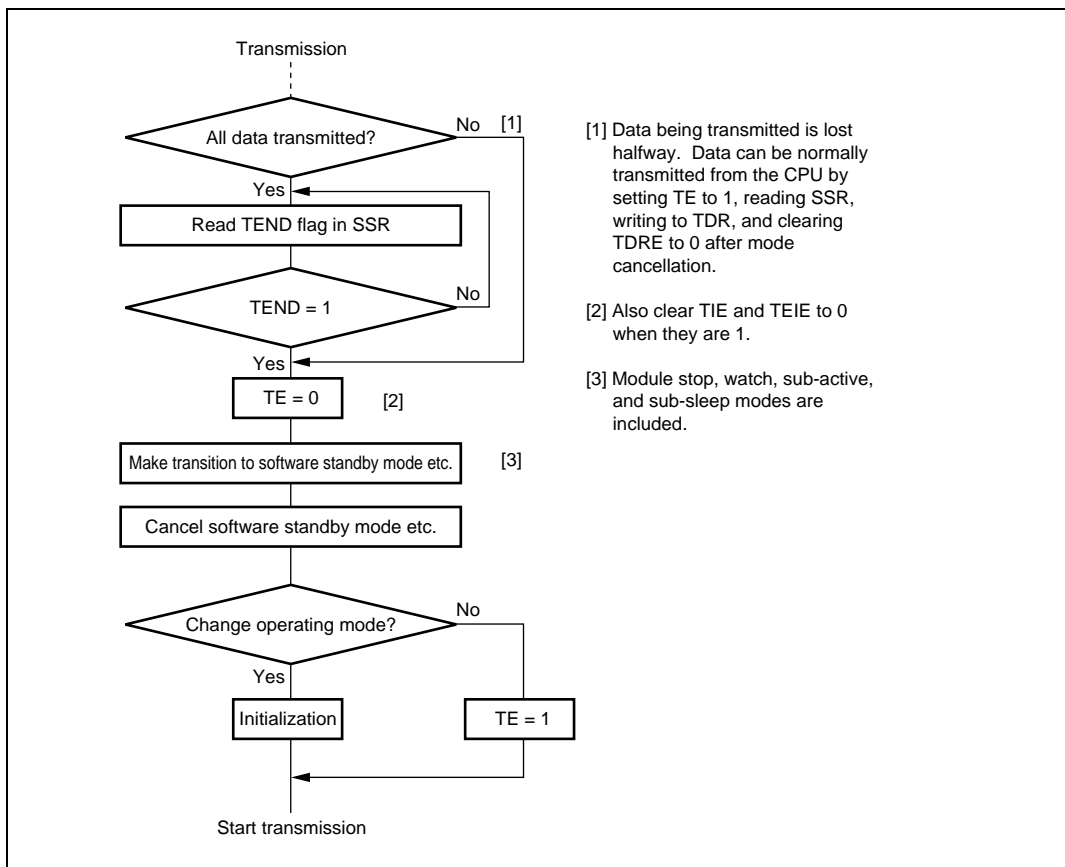 Transmission
All data transmitted?
No [1]
Yes
Read TEND flag in SSR
TEND = 1
No
Yes
TE = 0 [2]
Make transition to software standby mode etc. [3]
Cancel software standby mode etc.
Change operating mode?
No
Yes
Initialization
TE = 1
Start transmission
[1] Data being transmitted is lost
halfway. Data can be normally
transmitted from the CPU by
setting TE to 1, reading SSR,
writing to TDR, and clearing
TDRE to 0 after mode
cancellation.
[2] Also clear TIE and TEIE to 0
when they are 1.
[3] Module stop, watch, sub-active,
and sub-sleep modes are
included.